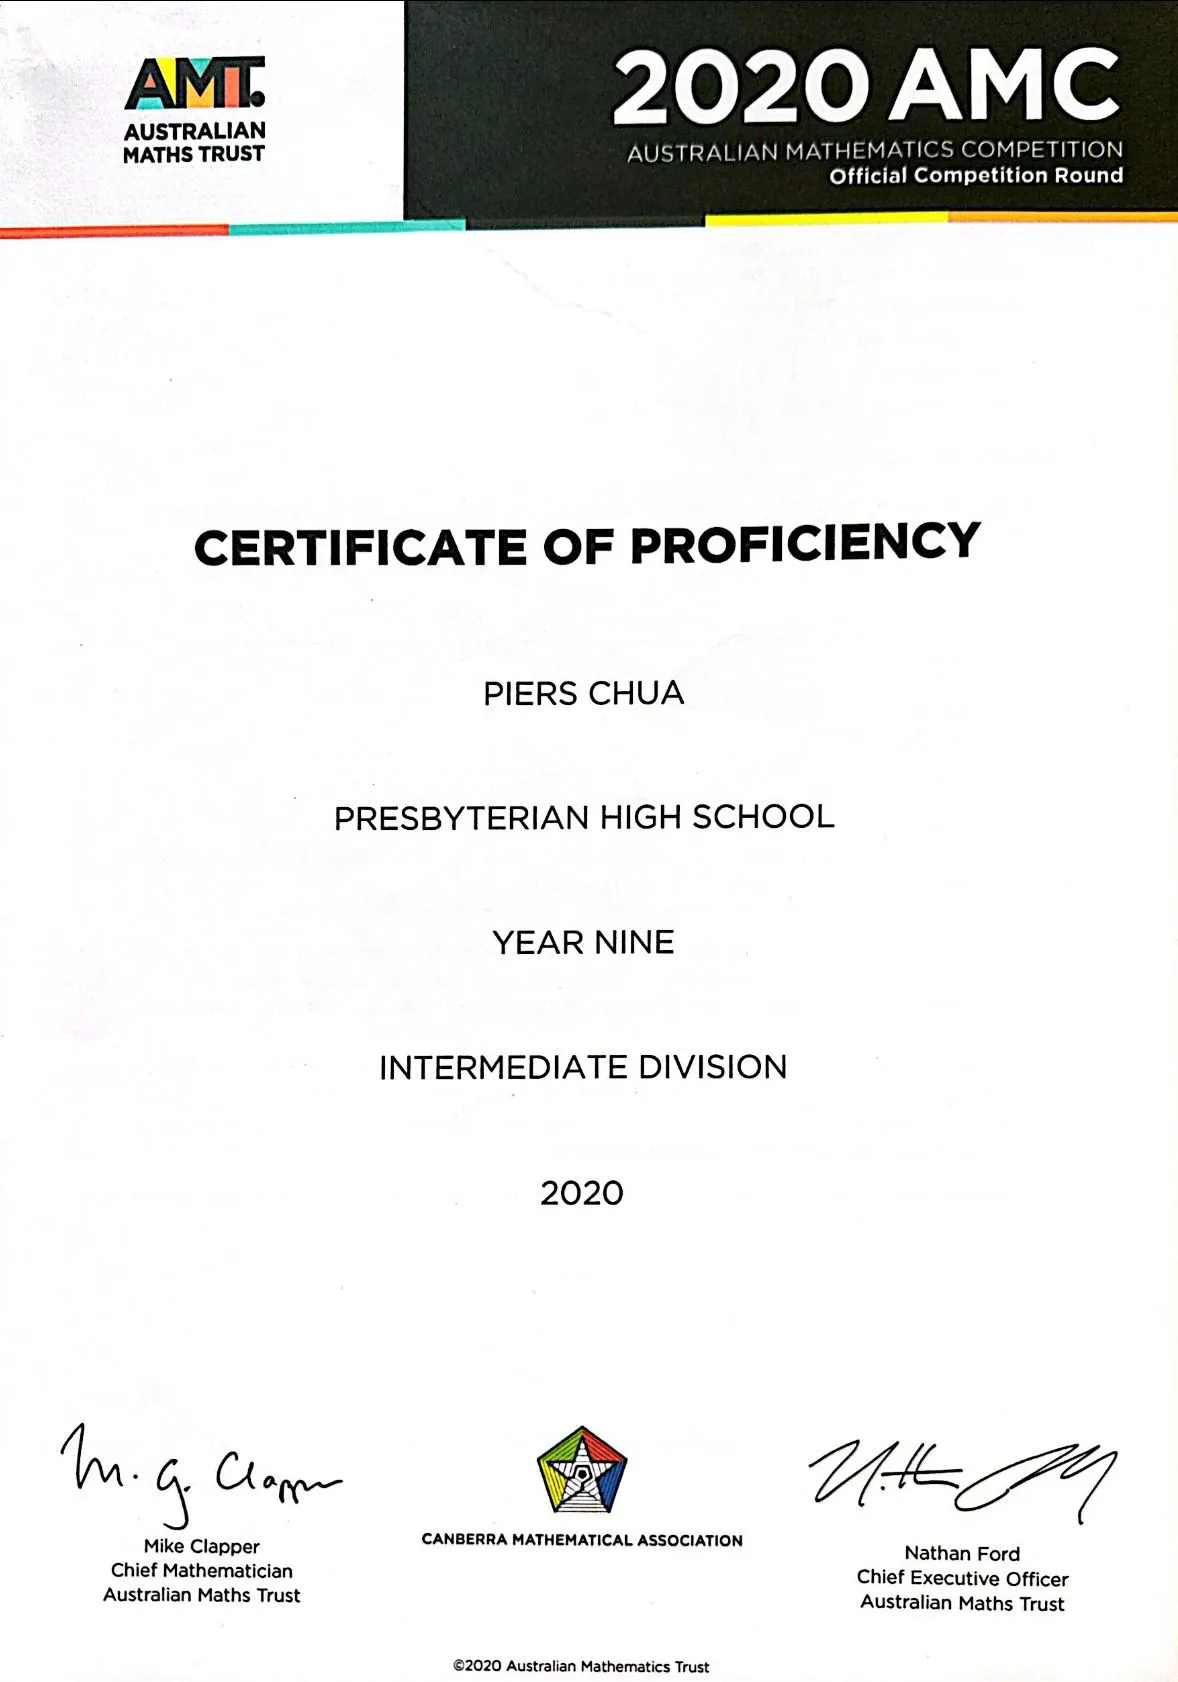 AMT.
AUSTRALIAN
MATHS TRUST
2020 AMC
AUSTRALIAN MATHEMATICS COMPETITION
Official Competition Round
CERTIFICATE OF PROFICIENCY
PIERS CHUA
PRESBYTERIAN HIGH SCHOOL
YEAR NINE
INTERMEDIATE DIVISION
2020
M. G. Clapper
Mike Clapper
Chief Mathematician
Australian Maths Trust
CANBERRA MATHEMATICAL ASSOCIATION
Nathan Ford
Chief Executive Officer
Australian Maths Trust
©2020 Australian Mathematics Trust